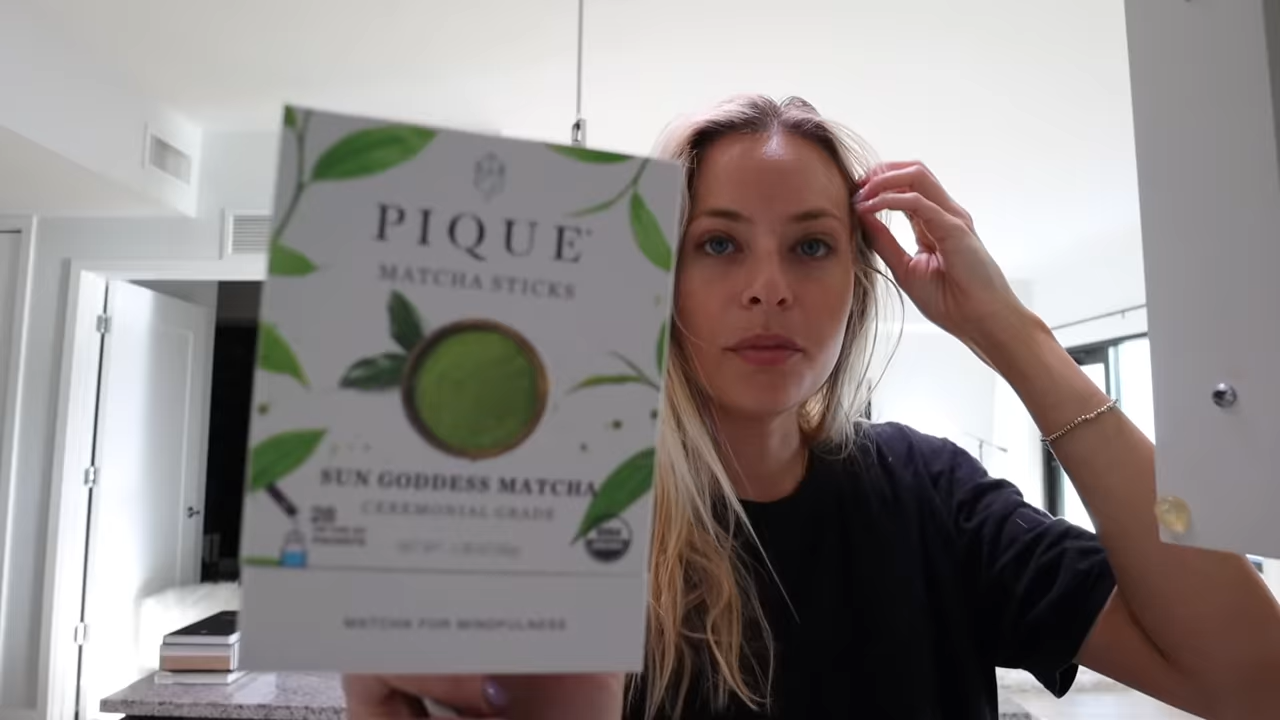 PIQUE
MATCHA STICKS
SUN GODDESS MATCHA
CEREMONIAL GRADE
MATCHA FOR MINDFULNESS